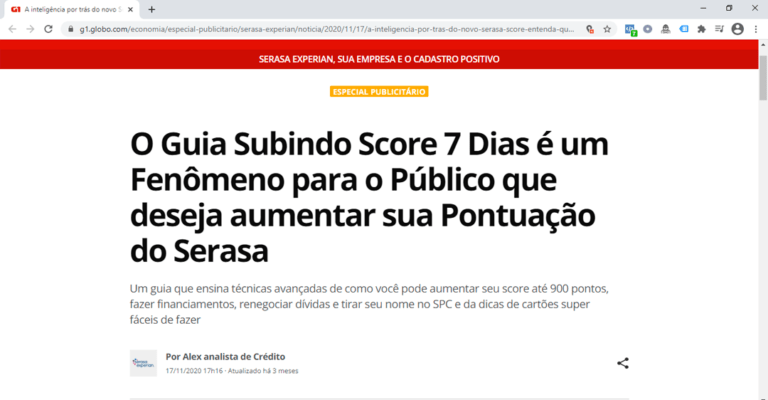 G1 A inteligência por trás do novo S
g1.globo.com/economia/especial-publicitario/serasa-experian/noticia/2020/11/17/a-inteligencia-por-tras-do-novo-serasa-score-entenda-qu...
SERASA EXPERIAN, SUA EMPRESA E O CADASTRO POSITIVO
ESPECIAL PUBLICITÁRIO
O Guia Subindo Score 7 Dias é um
Fenômeno para o Público que
deseja aumentar sua Pontuação
do Serasa
Um guia que ensina técnicas avançadas de como você pode aumentar seu score até 900 pontos,
fazer financiamentos, renegociar dívidas e tirar seu nome no SPC e da dicas de cartões super
fáceis de fazer
serasa
experian
Por Alex analista de Crédito
17/11/2020 17h16 · Atualizado há 3 meses